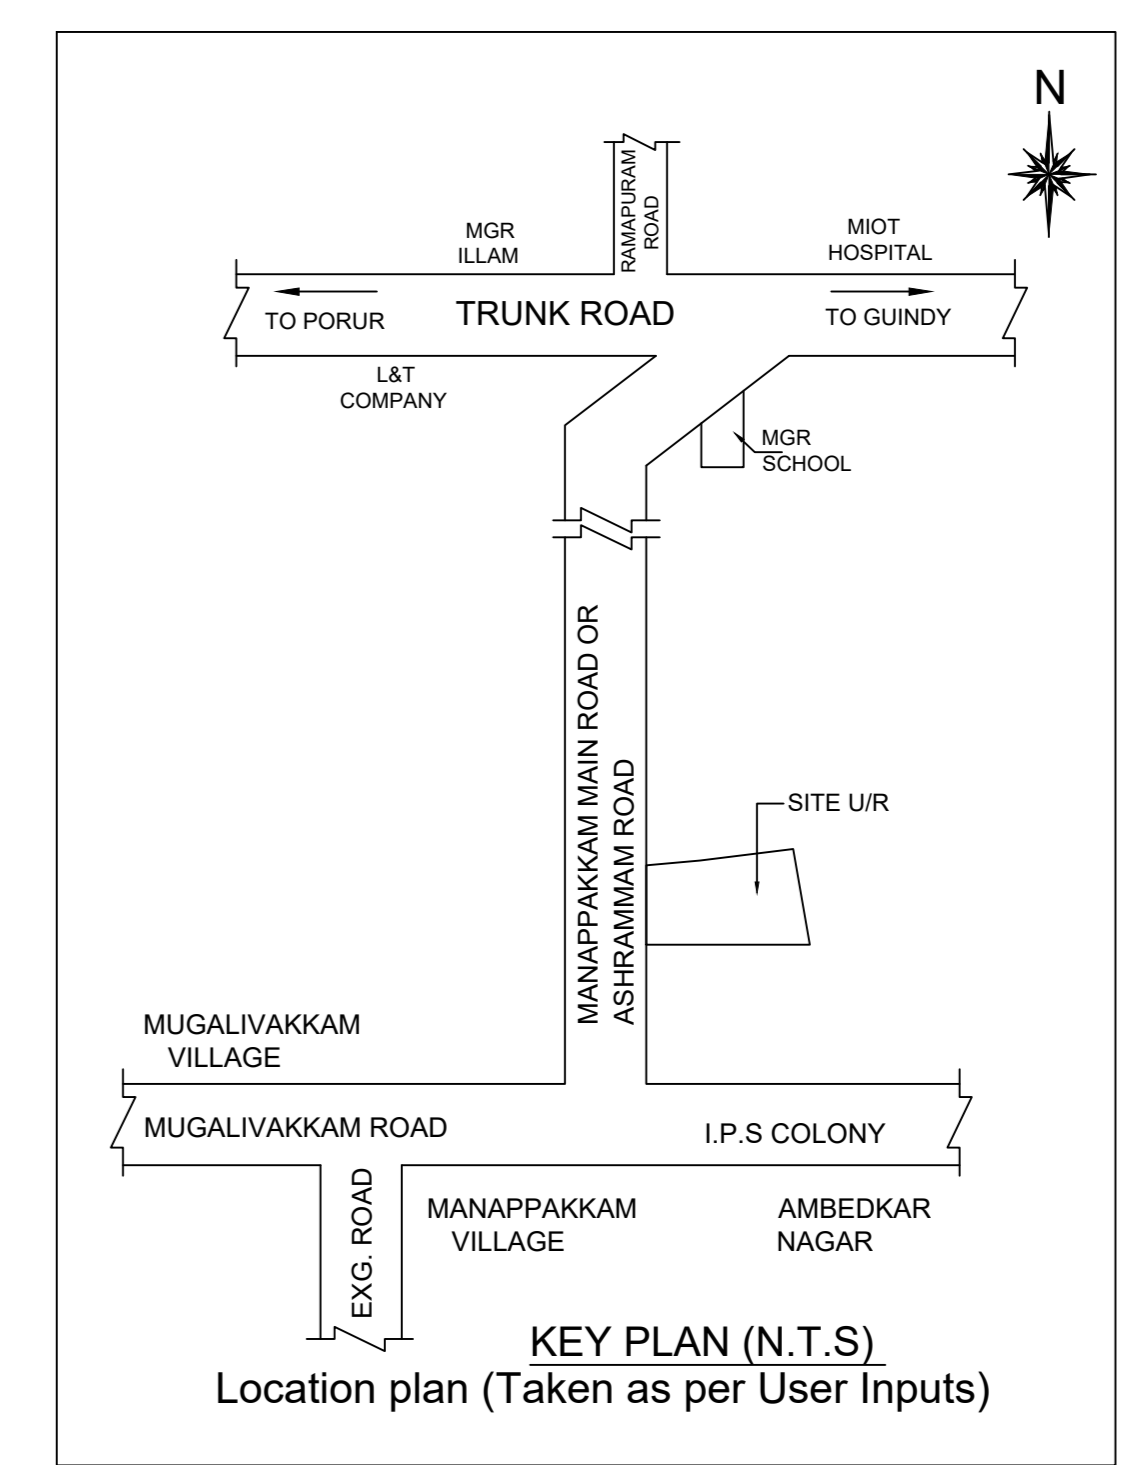 N
RAMAPURAM
ROAD
MGR
ILLAM
MIOT
HOSPITAL
TO PORUR
TRUNK ROAD
TO GUINDY
L&T
COMPANY
MGR
SCHOOL
MANAPPAKKAM MAIN ROAD OR
ASHRAMMAM ROAD
SITE U/R
MUGALIVAKKAM
VILLAGE
MUGALIVAKKAM ROAD
I.P.S COLONY
EXG. ROAD
MANAPPAKKAM
VILLAGE
AMBEDKAR
NAGAR
KEY PLAN (N.T.S)
Location plan (Taken as per User Inputs)